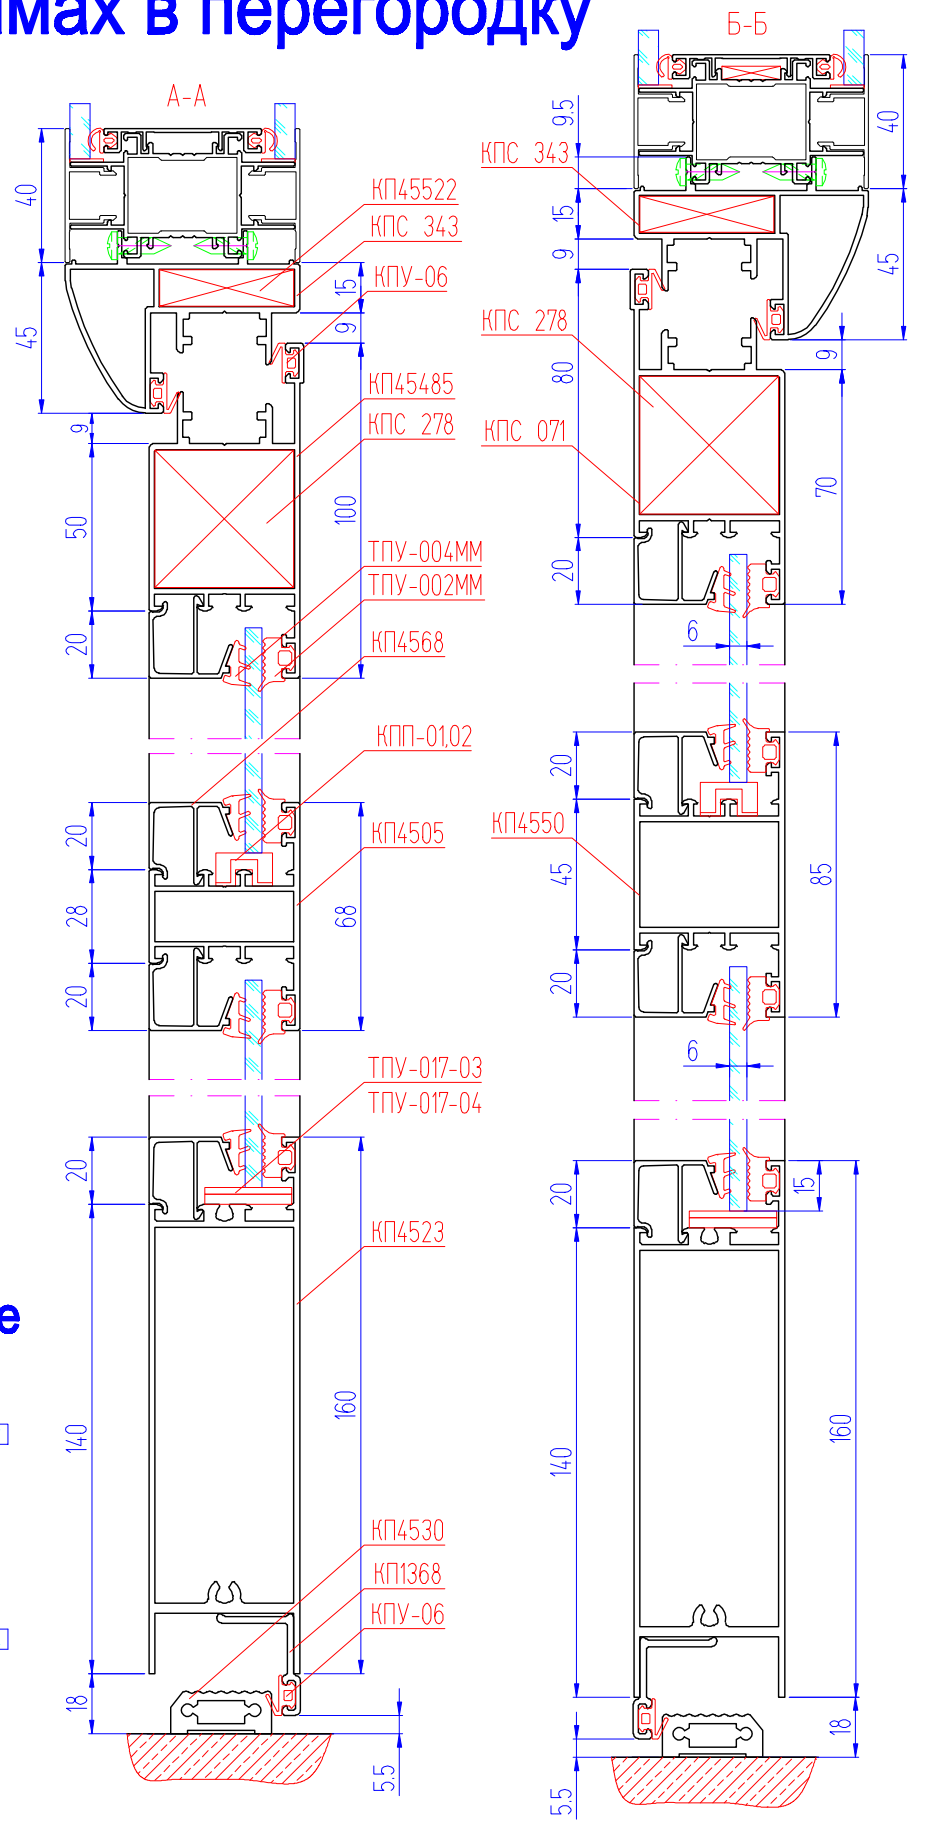 мах в перегородку
А-А
40
45
9
50
20
КП45522
КПС 343
КПУ-06
15
9
КП45485
КПС 278
100
ТПУ-004ММ
ТПУ-002ММ
КП4568
КПП-01,02
КП4505
20
28
20
68
ТПУ-017-03
ТПУ-017-04
20
КП4523
140
160
КП4530
КП1368
КПУ-06
18
5.5
е
Б-Б
9.5
40
КПС 343
15
9
45
КПС 278
9
80
КПС 071
70
20
6
20
КП4550
45
85
20
6
20
15
140
160
18
5.5